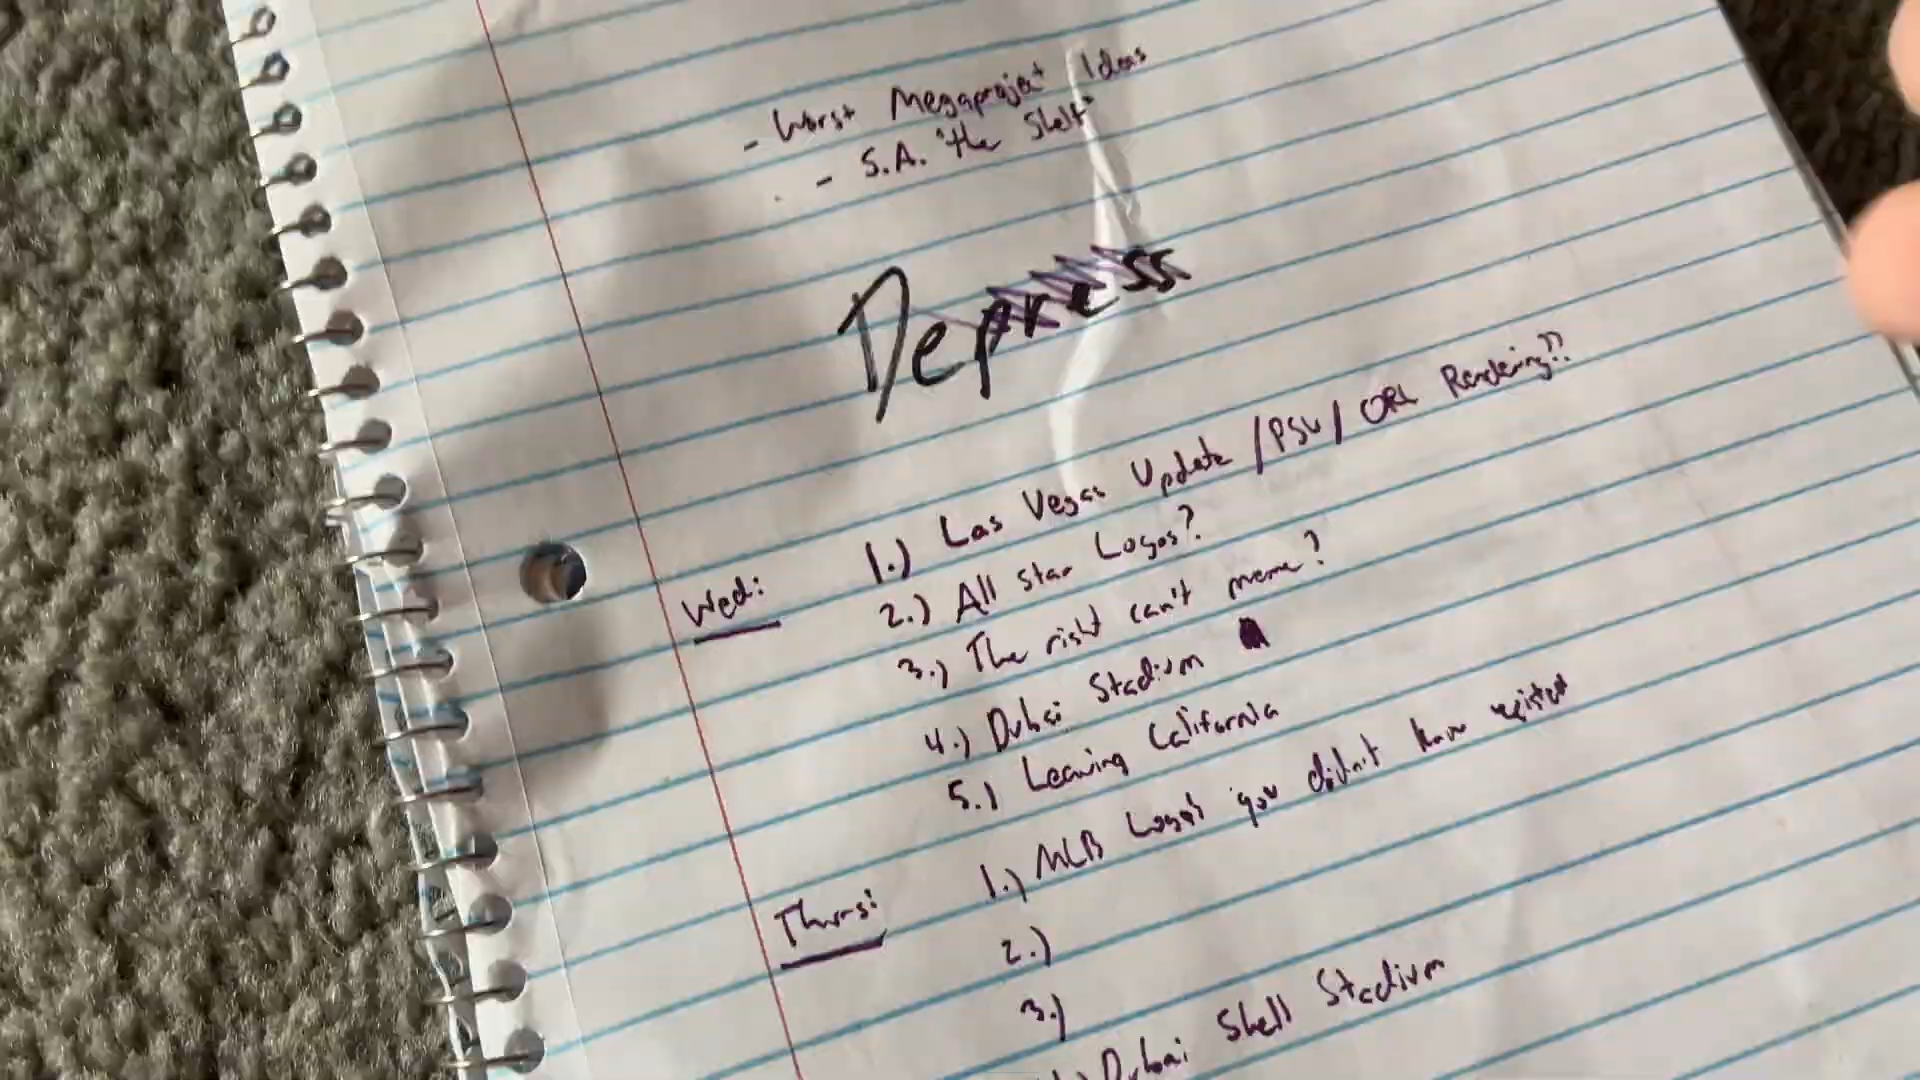 - Worst Megaproject Ideas
- S.A. "the Shelf"
Depress
Wed:
1.) Las Vegas Update / PSU / ORL Rendering??
2.) All Star Logos?
3.) The right can't meme?
4.) Dubai Stadium
5.) Leaving California
Thurs:
1.) MLB Logos you didn't know existed
2.)
3.)
Dubai Shell Stadium